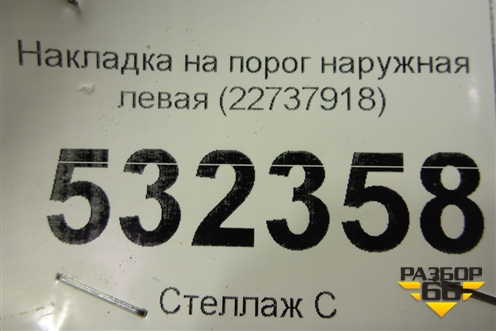 Накладка на порог наружная
левая (22737918)
532358
Стеллаж С
РАЗБОР
66